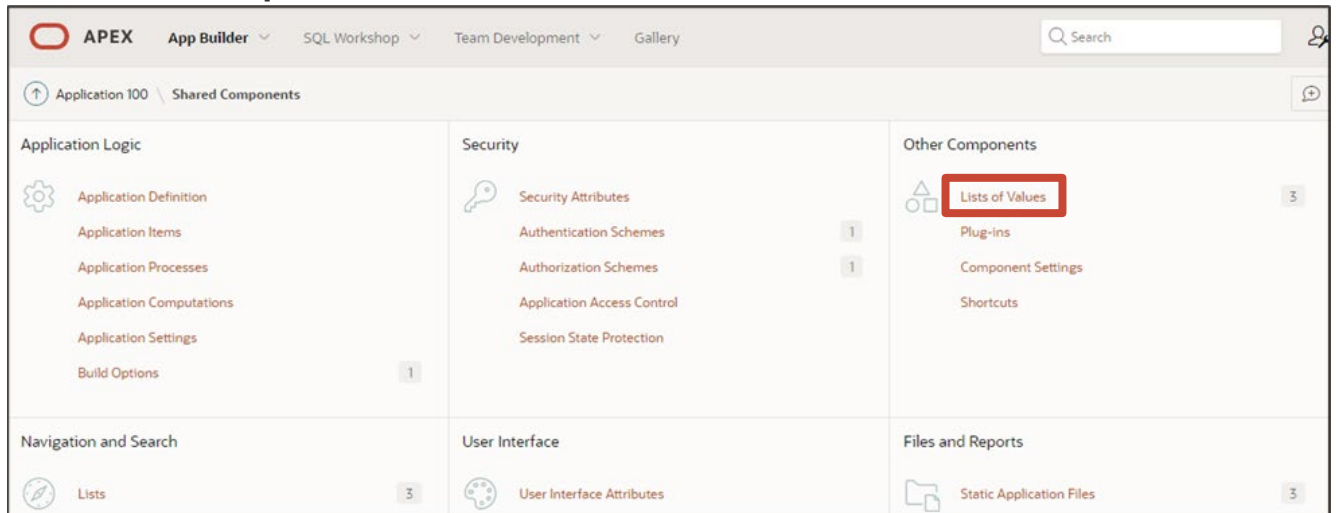 APEX App Builder SQL Workshop Team Development Gallery Search
Application 100 \ Shared Components
Application Logic
Application Definition
Application Items
Application Processes
Application Computations
Application Settings
Build Options 1
Security
Security Attributes
Authentication Schemes 1
Authorization Schemes 1
Application Access Control
Session State Protection
Other Components
Lists of Values 3
Plug-ins
Component Settings
Shortcuts
Navigation and Search
Lists 3
User Interface
User Interface Attributes
Files and Reports
Static Application Files 3